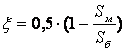 ξ = 0,5·(1 − Sм/Sб)